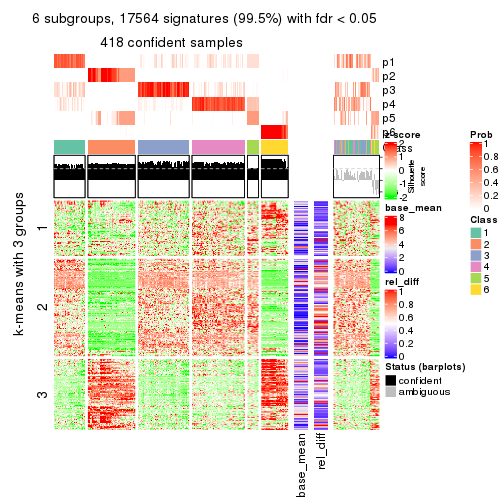 6 subgroups, 17564 signatures (99.5%) with fdr < 0.05
418 confident samples
p1
p2
p3
p4
p5
p6
Class
Silhouette
score
k-means with 3 groups
1
2
3
base_mean
rel_diff
z-score
2
1
0
-1
-2
base_mean
8
6
4
2
0
rel_diff
1
0.8
0.6
0.4
0.2
0
Status (barplots)
confident
ambiguous
Prob
1
0.8
0.6
0.4
0.2
0
Class
1
2
3
4
5
6